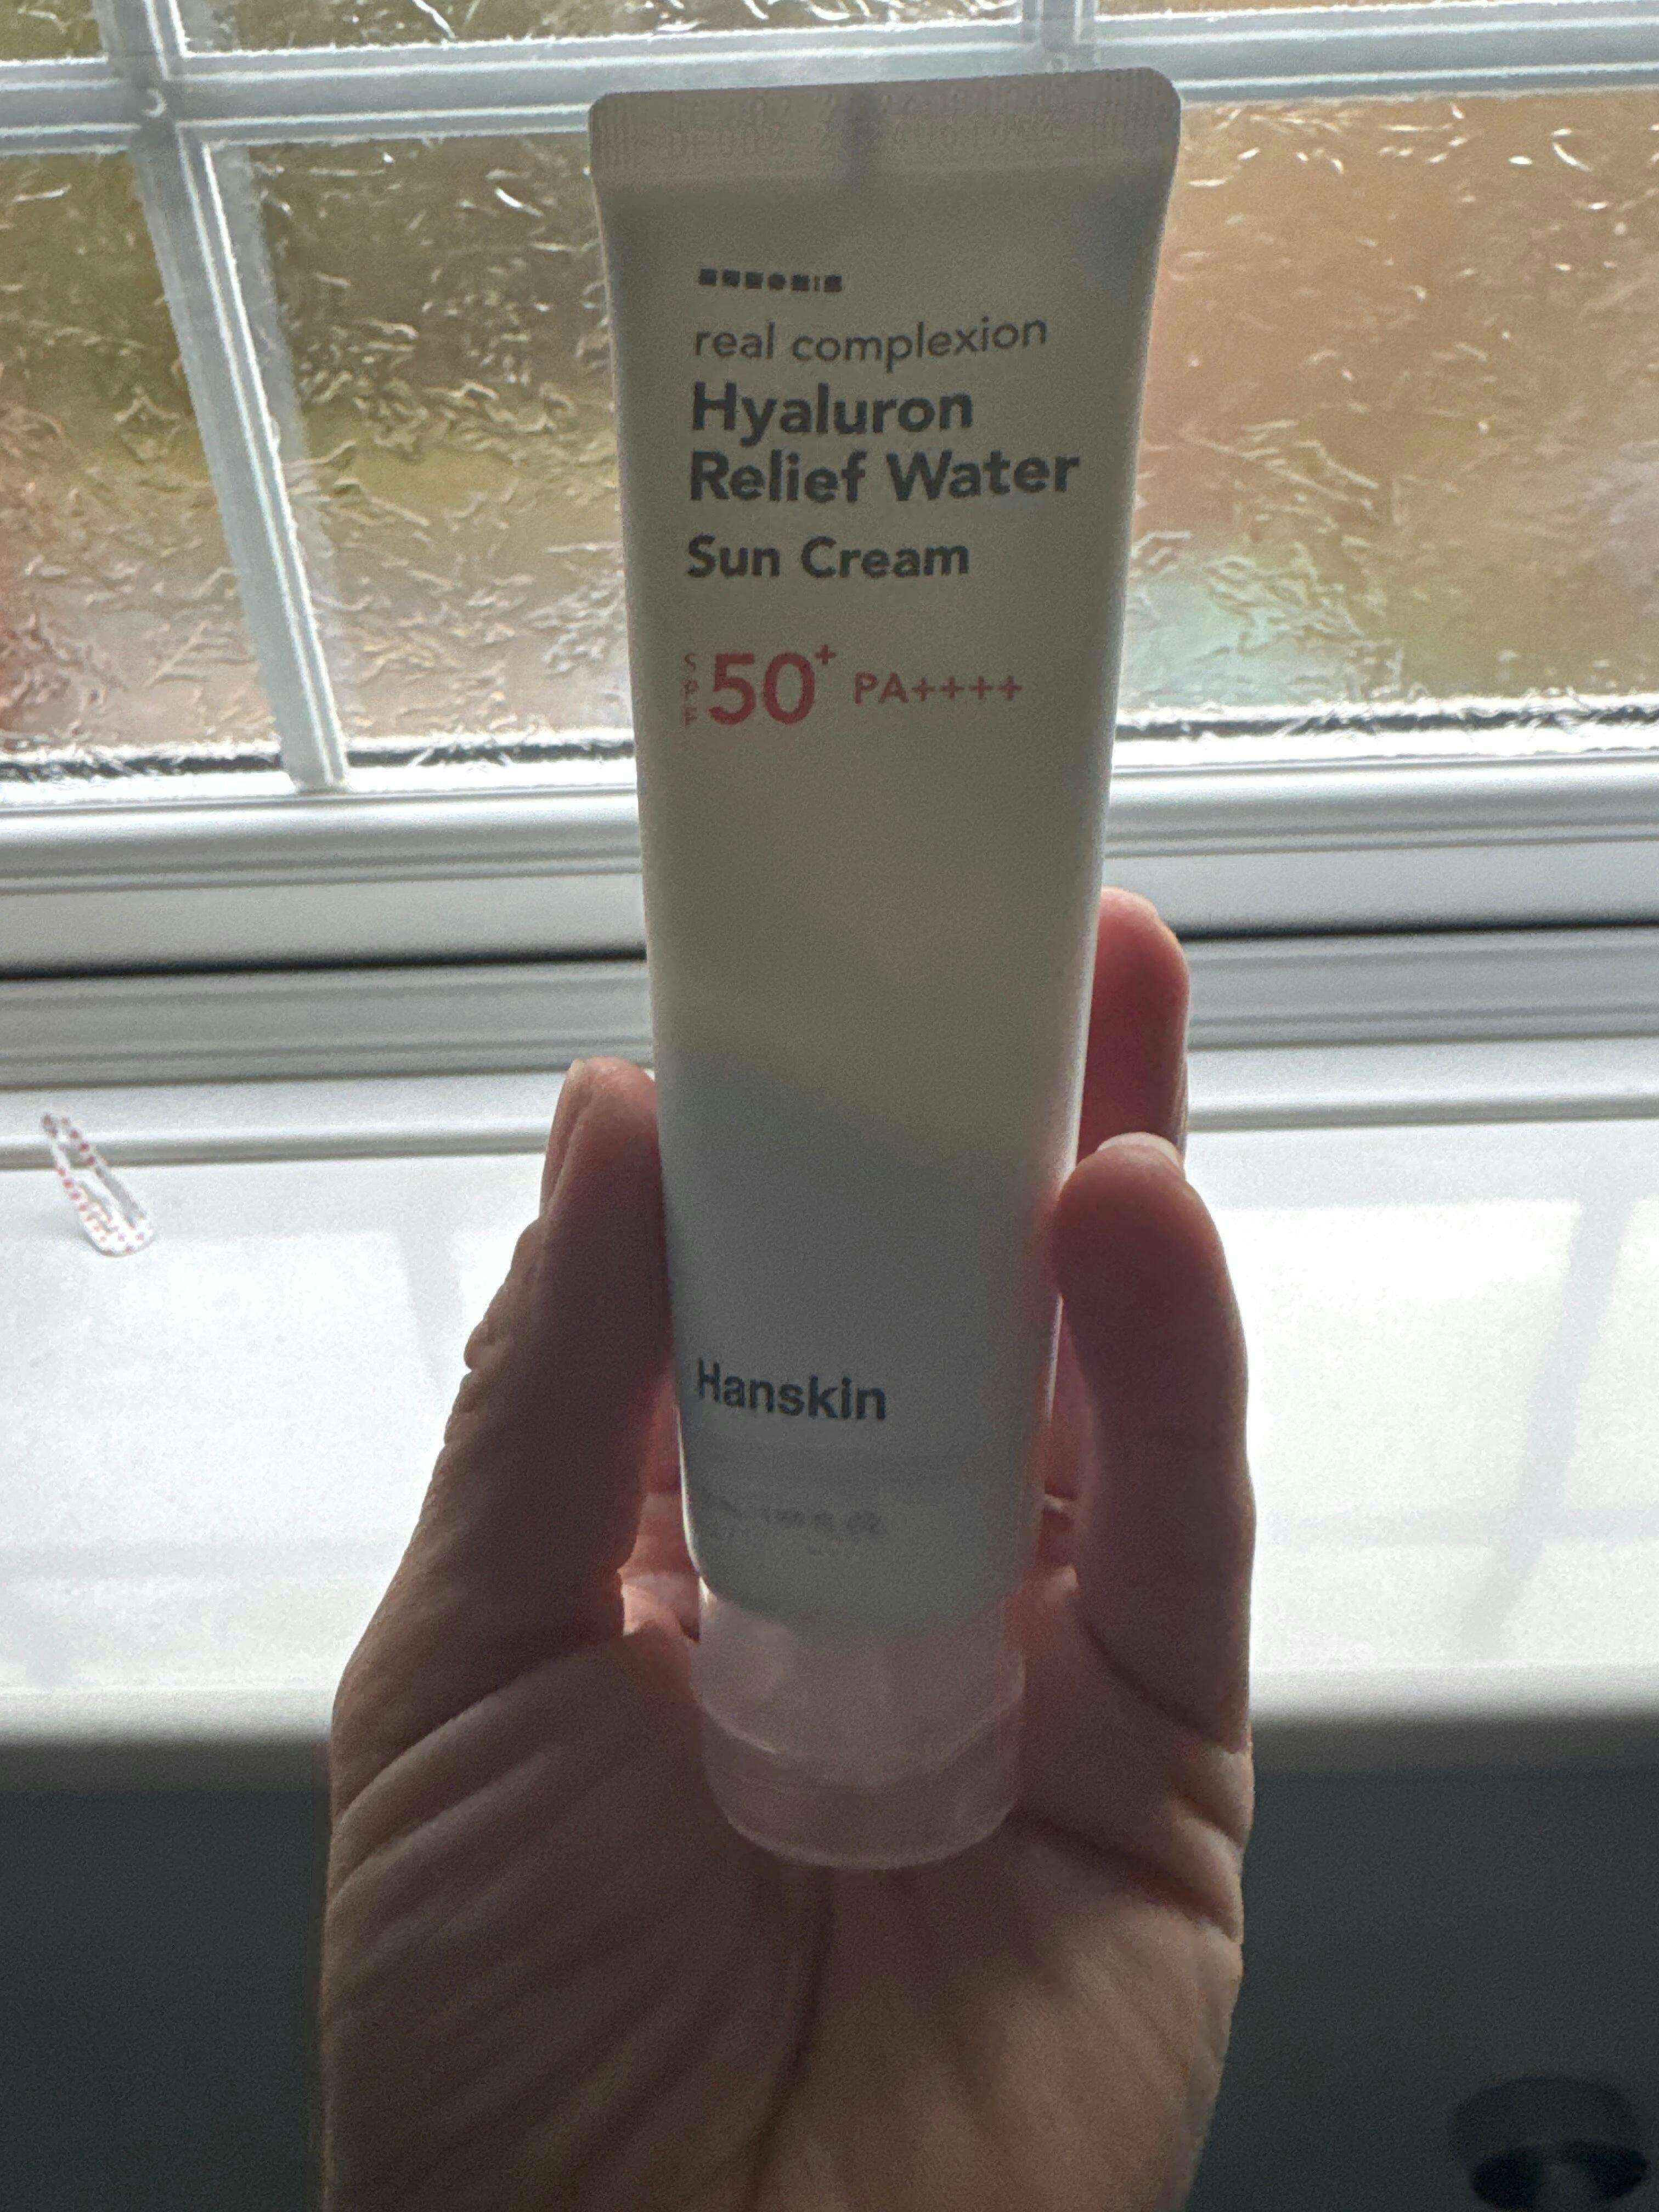 real complexion
Hyaluron
Relief Water
Sun Cream
SPF 50+ PA++++
Hanskin